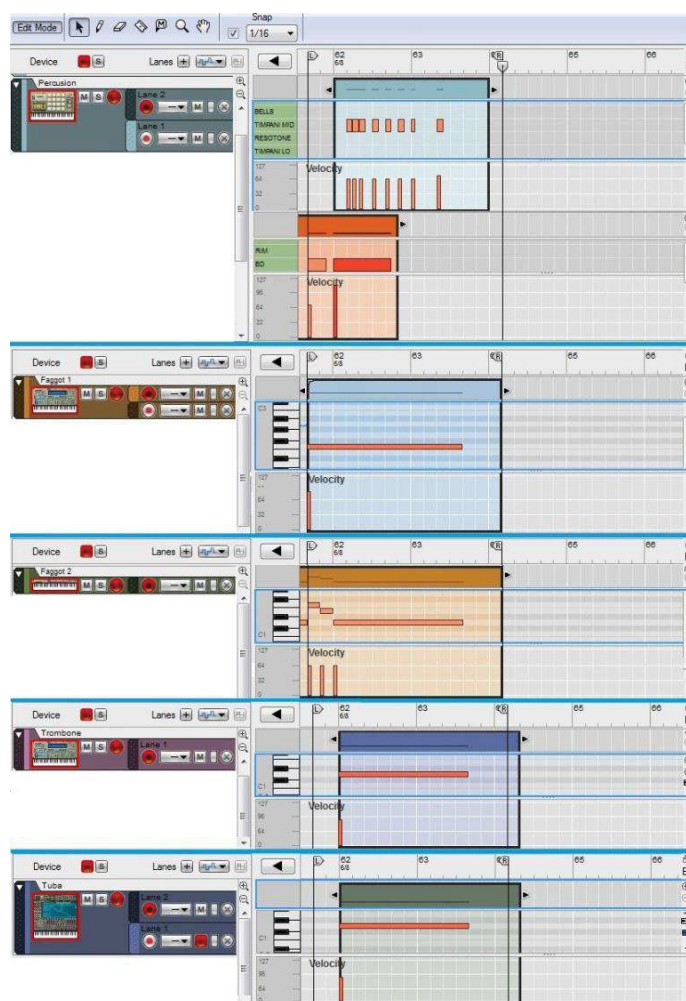 Snap
Edit Mode
1/16
Device M S Lanes L 62 63 R 65 66
6/8
Percusion
M S Lane 2
M
Lane 1
M
BELLS
TIMPANI MID
RESOTONE
TIMPANI LO
127
64
32
0
Velocity
RIM
BD
127
96
64
32
0
Velocity
Device M S Lanes L 62 63 R 65 66
6/8
Faggot 1
M S M
M
C3
127
64
32
0
Velocity
Device M S Lanes L 62 63 R 65 66
6/8
Faggot 2
M S M
C1
127
64
32
0
Velocity
Device M S Lanes L 62 63 R 65 66
6/8
Trombone
M S Lane 1
M
C1
127
96
64
Velocity
Device M S Lanes L 62 63 R 65 66
6/8
Tuba
M S Lane 2
M
Lane 1
M
C1
127
96
64
0
Velocity